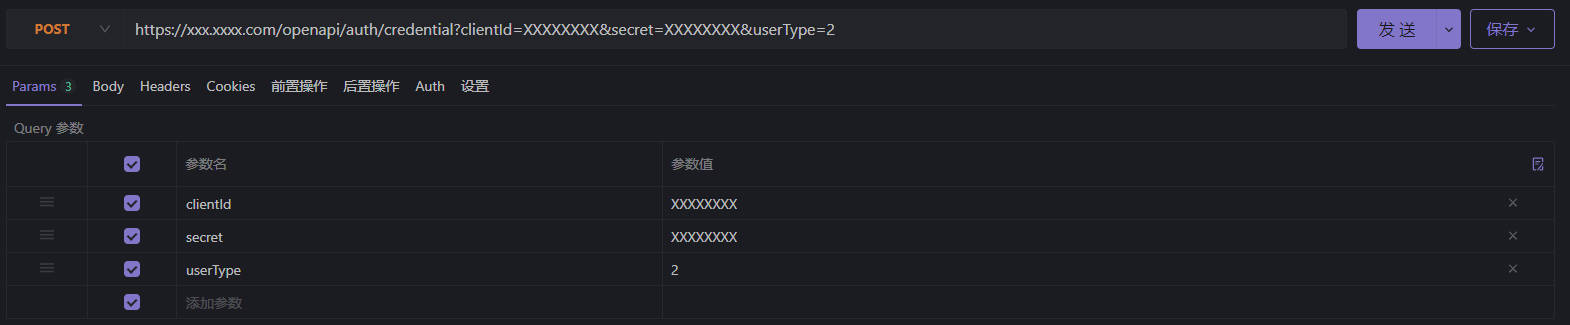 POST https://xxx.xxxx.com/openapi/auth/credential?clientId=XXXXXXXX&secret=XXXXXXXX&userType=2 发送 保存
Params 3 Body Headers Cookies 前置操作 后置操作 Auth 设置
Query 参数
参数名 参数值
clientId XXXXXXXX
secret XXXXXXXX
userType 2
添加参数